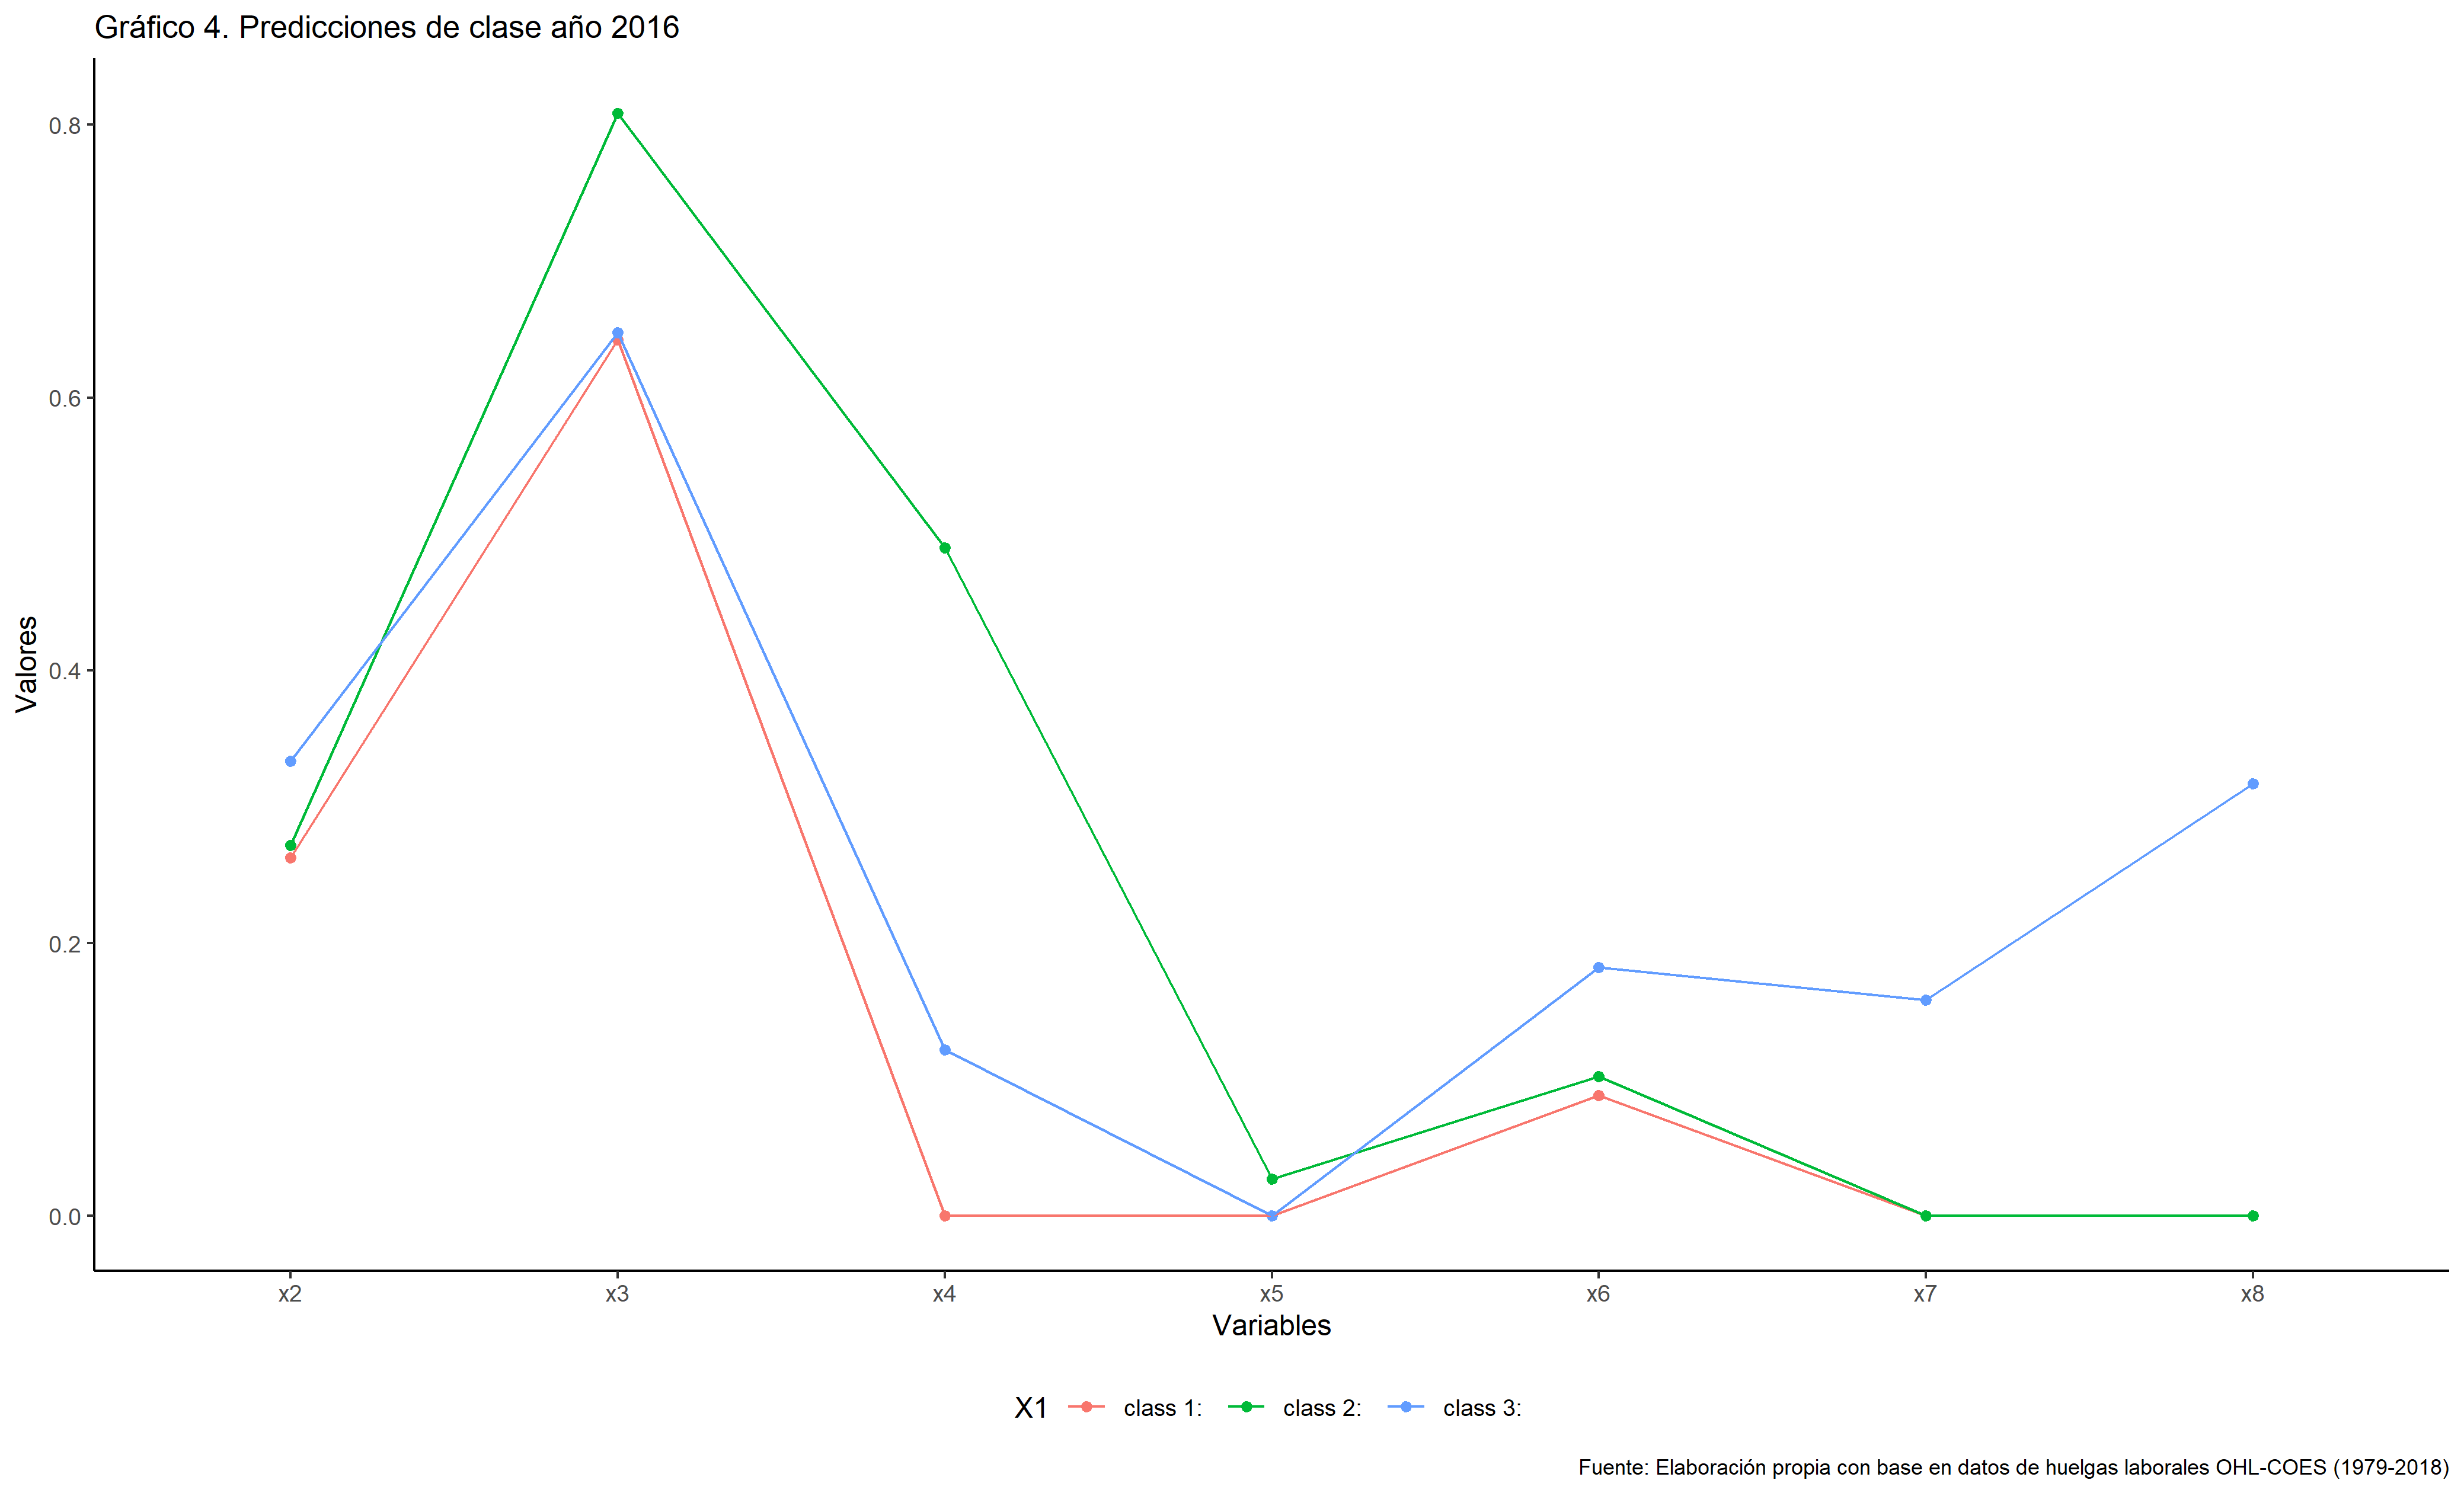 Gráfico 4. Predicciones de clase año 2016
0.8
0.6
0.4
0.2
0.0
Valores
x2 x3 x4 x5 x6 x7 x8
Variables
X1 class 1: class 2: class 3:
Fuente: Elaboración propia con base en datos de huelgas laborales OHL-COES (1979-2018)